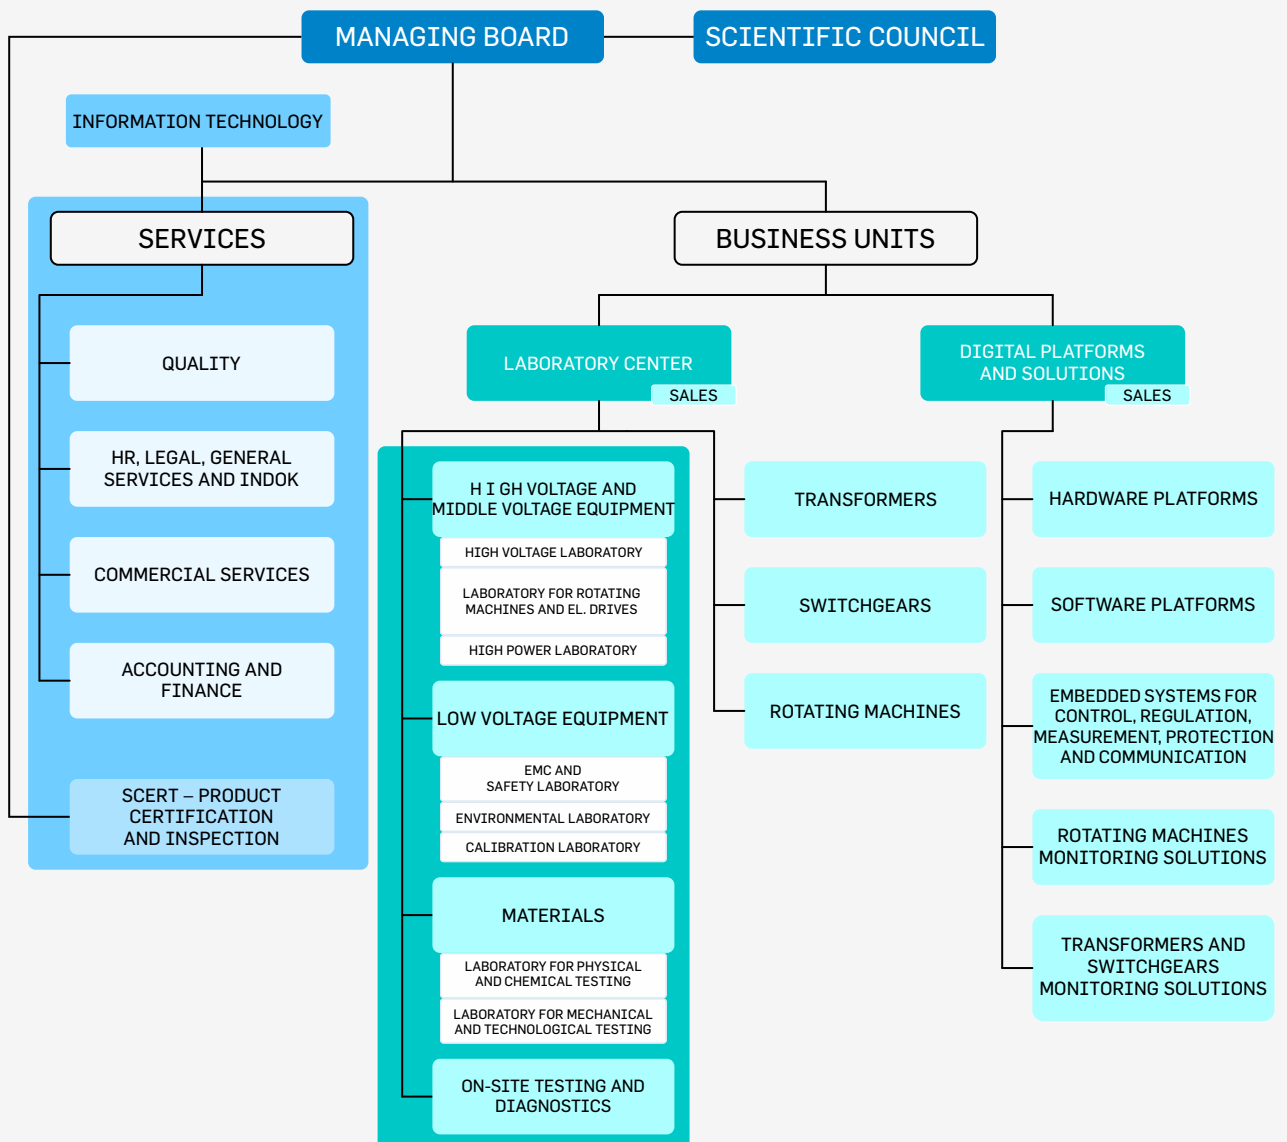 MANAGING BOARD
SCIENTIFIC COUNCIL
INFORMATION TECHNOLOGY
SERVICES
QUALITY
HR, LEGAL, GENERAL
SERVICES AND INDOK
COMMERCIAL SERVICES
ACCOUNTING AND
FINANCE
SCERT – PRODUCT
CERTIFICATION
AND INSPECTION
BUSINESS UNITS
LABORATORY CENTER
SALES
H I GH VOLTAGE AND
MIDDLE VOLTAGE EQUIPMENT
HIGH VOLTAGE LABORATORY
LABORATORY FOR ROTATING
MACHINES AND EL. DRIVES
HIGH POWER LABORATORY
LOW VOLTAGE EQUIPMENT
EMC AND
SAFETY LABORATORY
ENVIRONMENTAL LABORATORY
CALIBRATION LABORATORY
MATERIALS
LABORATORY FOR PHYSICAL
AND CHEMICAL TESTING
LABORATORY FOR MECHANICAL
AND TECHNOLOGICAL TESTING
ON-SITE TESTING AND
DIAGNOSTICS
TRANSFORMERS
SWITCHGEARS
ROTATING MACHINES
DIGITAL PLATFORMS
AND SOLUTIONS
SALES
HARDWARE PLATFORMS
SOFTWARE PLATFORMS
EMBEDDED SYSTEMS FOR
CONTROL, REGULATION,
MEASUREMENT, PROTECTION
AND COMMUNICATION
ROTATING MACHINES
MONITORING SOLUTIONS
TRANSFORMERS AND
SWITCHGEARS
MONITORING SOLUTIONS